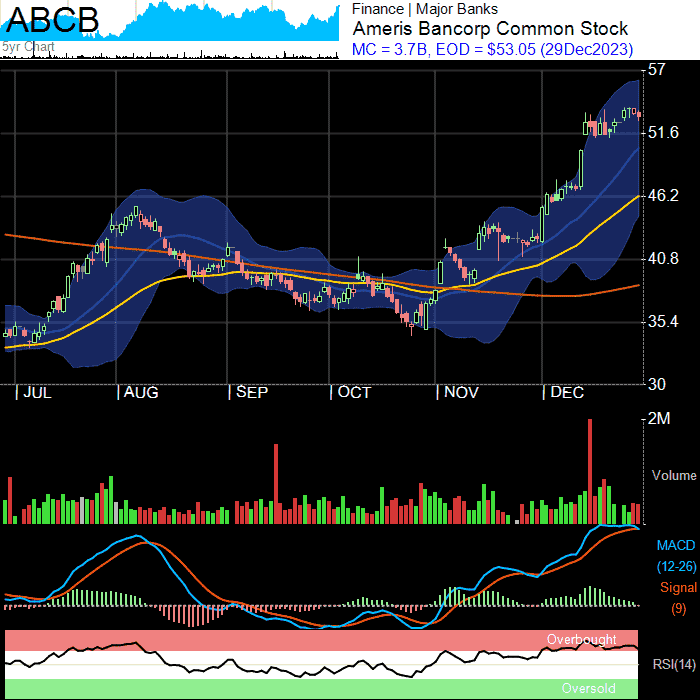 ABCB
5yr Chart
Finance | Major Banks
Ameris Bancorp Common Stock
MC = 3.7B, EOD = $53.05 (29Dec2023)
57
51.6
46.2
40.8
35.4
30
| JUL | AUG | SEP | OCT | NOV | DEC
2M
Volume
MACD
(12-26)
Signal
(9)
Overbought
RSI(14)
Oversold